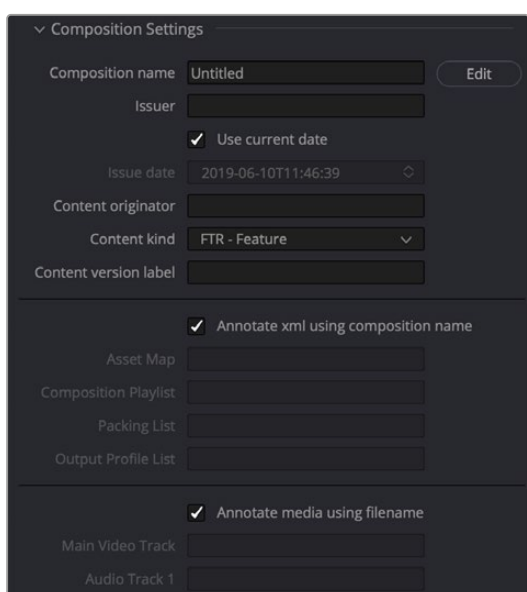 Composition Settings
Composition name Untitled Edit
Issuer
Use current date
Issue date 2019-06-10T11:46:39
Content originator
Content kind FTR - Feature
Content version label
Annotate xml using composition name
Asset Map
Composition Playlist
Packing List
Output Profile List
Annotate media using filename
Main Video Track
Audio Track 1